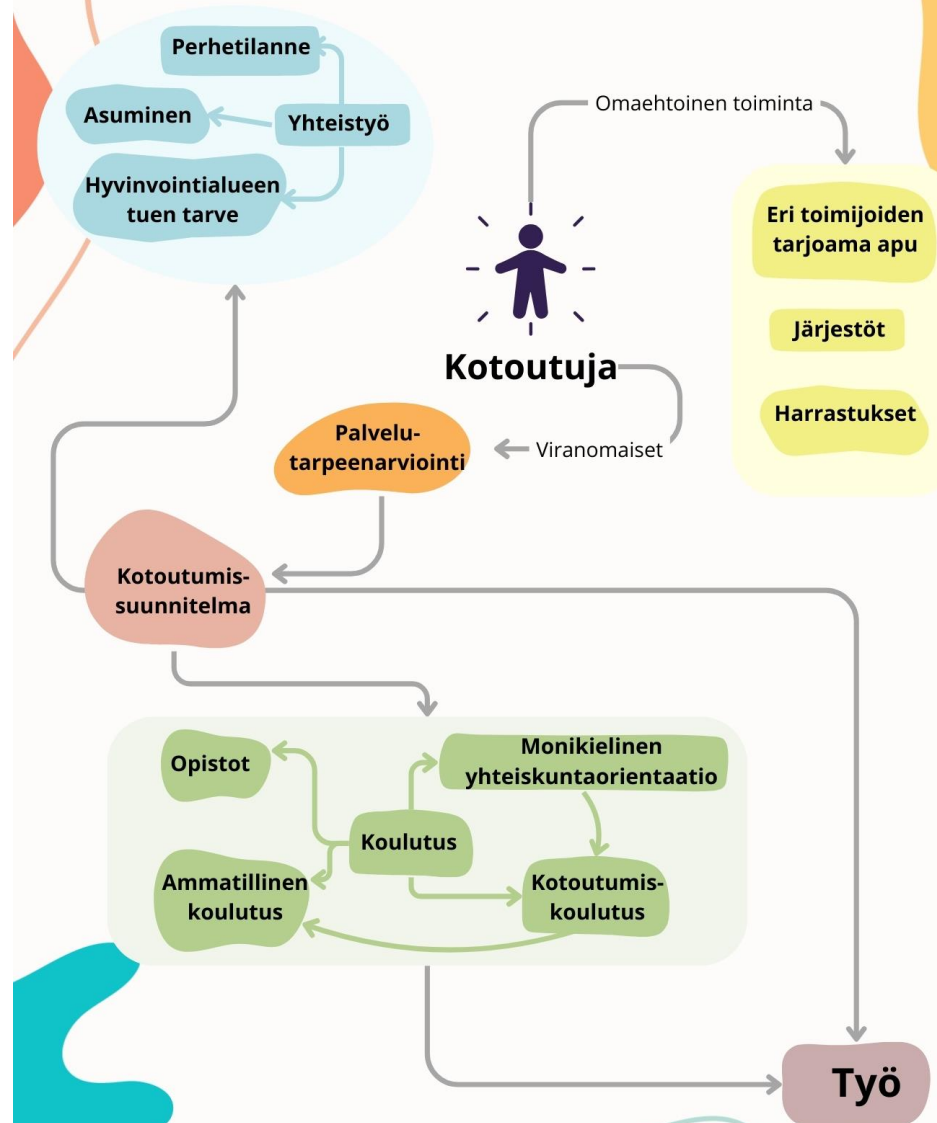 Perhetilanne
Asuminen
Yhteistyö
Hyvinvointialueen
tuen tarve
Omaehtoinen toiminta
Eri toimijoiden
tarjoama apu
Järjestöt
Harrastukset
Kotoutuja
Viranomaiset
Palvelu-
tarpeenarviointi
Kotoutumis-
suunnitelma
Opistot
Monikielinen
yhteiskuntaorientaatio
Koulutus
Ammatillinen
koulutus
Kotoutumis-
koulutus
Työ